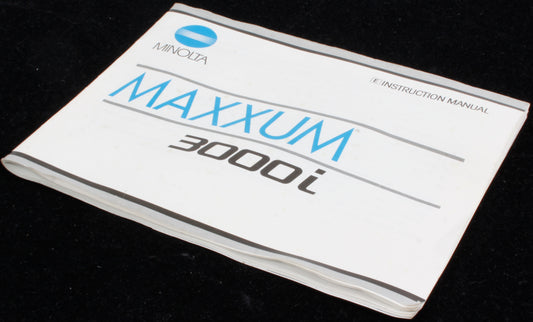 MINOLTA
[E] INSTRUCTION MANUAL
MAXXUM
3000i